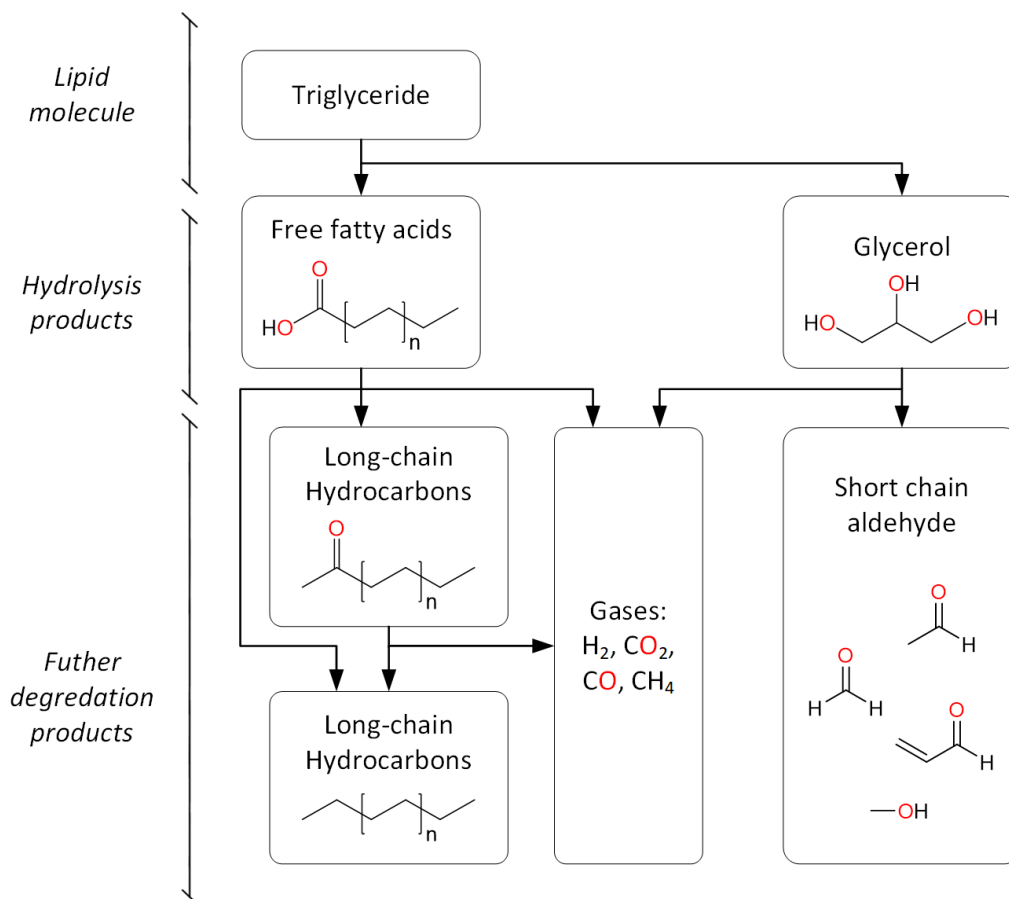 Lipid
molecule
Triglyceride
Hydrolysis
products
Free fatty acids
O
HO
n
Glycerol
OH
HO
OH
Futher
degredation
products
Long-chain
Hydrocarbons
O
n
Long-chain
Hydrocarbons
n
Gases:
H₂, CO₂,
CO, CH₄
Short chain
aldehyde
O
H
O
H H
O
H
OH